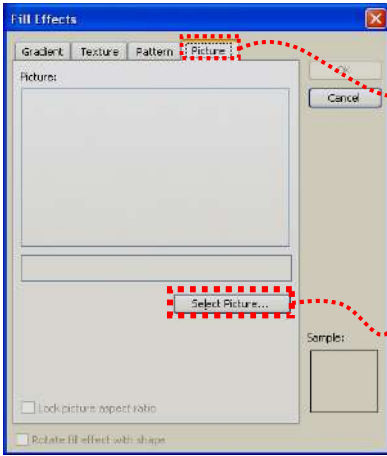 Fill Effects
Gradient Texture Pattern Picture
OK
Picture:
Cancel
Select Picture...
Sample:
Lock picture aspect ratio
Rotate fill effect with shape